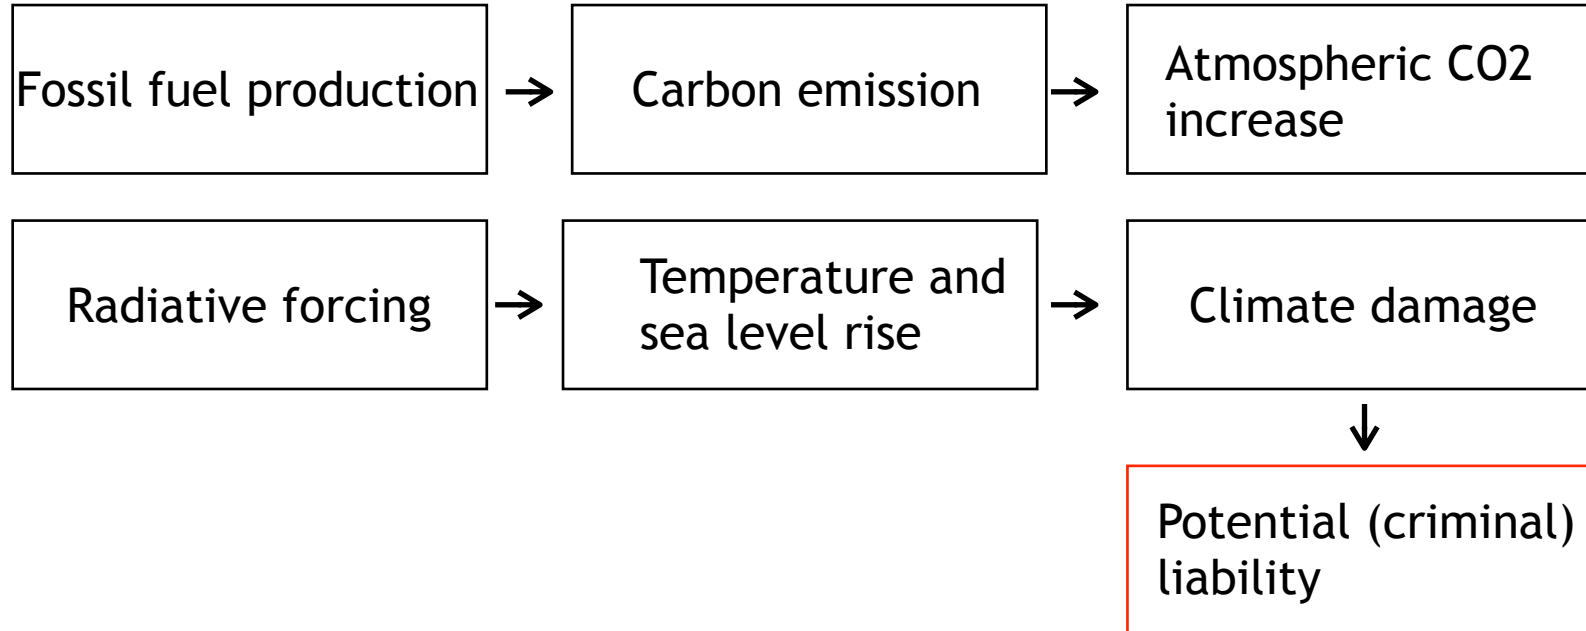 Fossil fuel production
Carbon emission
Atmospheric CO2
increase
Radiative forcing
Temperature and
sea level rise
Climate damage
Potential (criminal)
liability